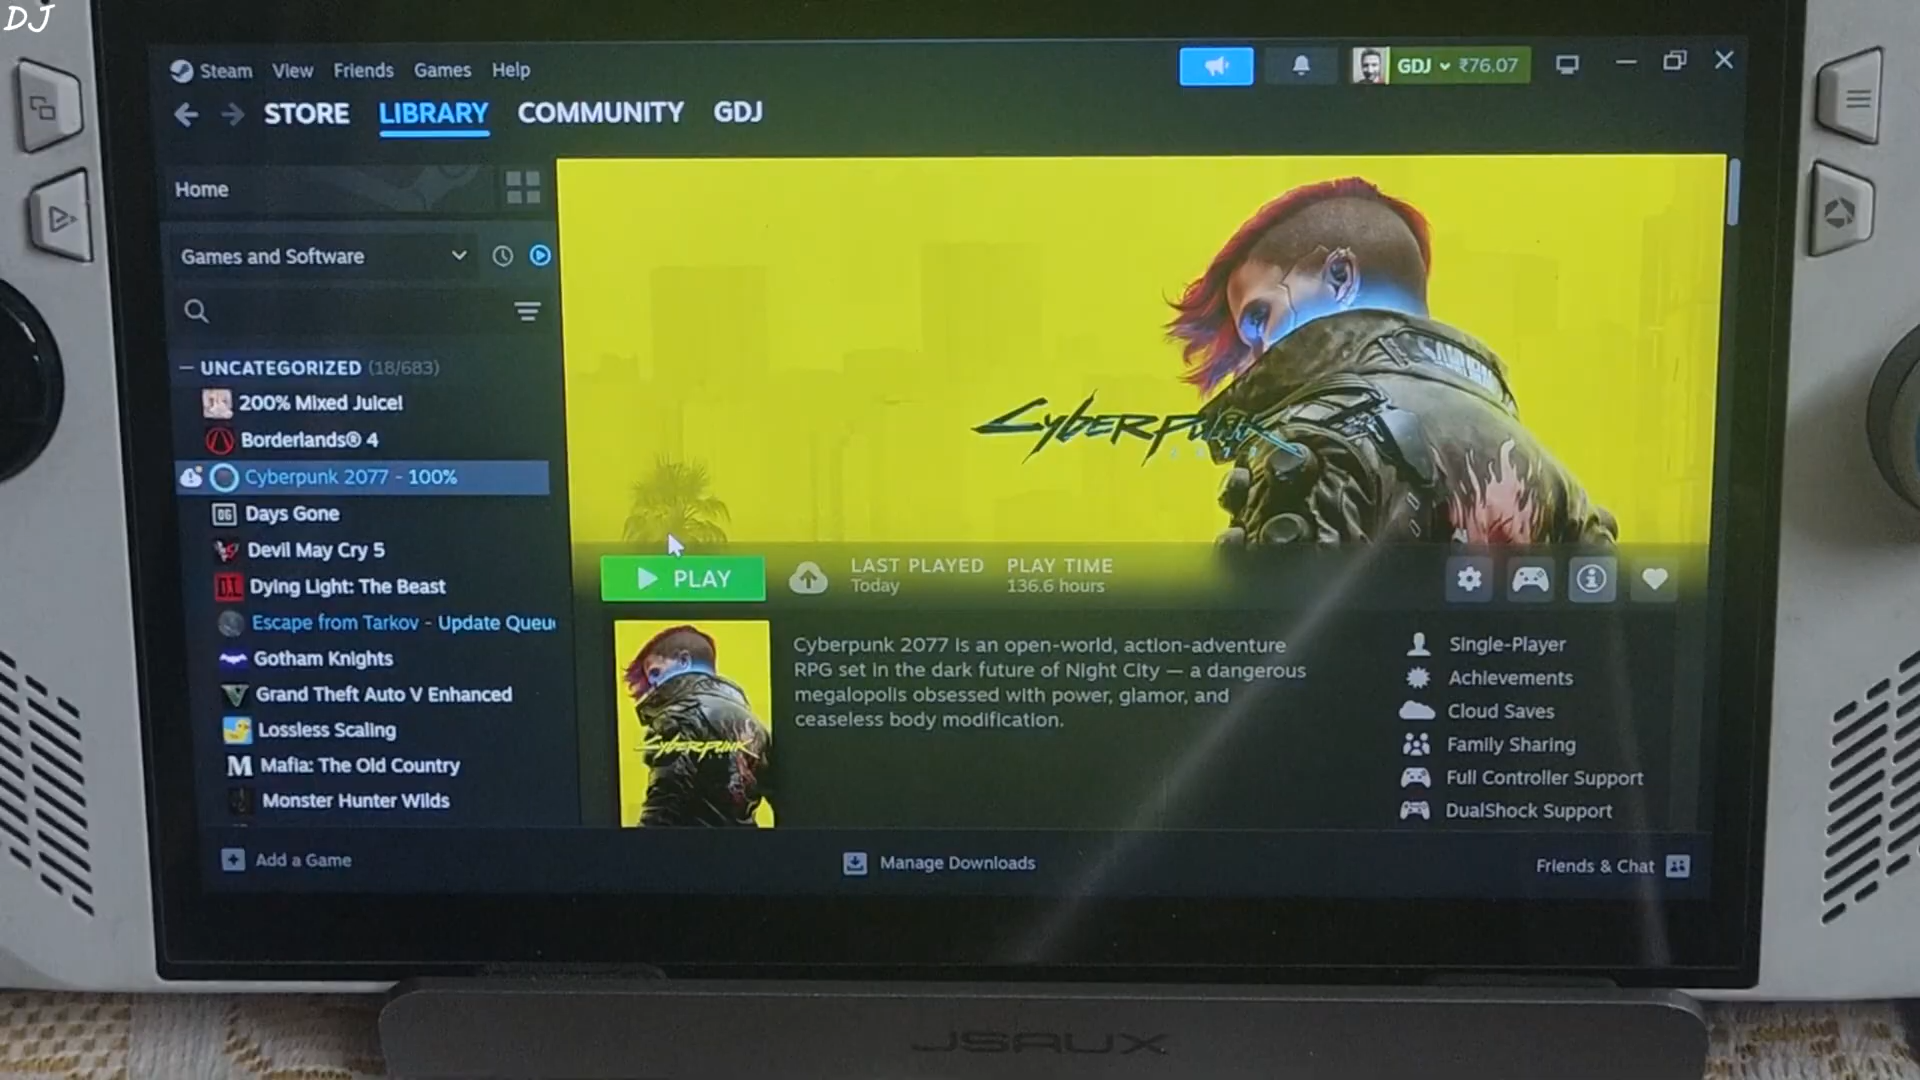 DJ
Steam View Friends Games Help
GDJ ₹76.07
STORE LIBRARY COMMUNITY GDJ
Home
Games and Software
UNCATEGORIZED (18/683)
200% Mixed Juice!
Borderlands® 4
Cyberpunk 2077 - 100%
Days Gone
Devil May Cry 5
Dying Light: The Beast
Escape from Tarkov - Update Queue
Gotham Knights
Grand Theft Auto V Enhanced
Lossless Scaling
Mafia: The Old Country
Monster Hunter Wilds
SAMURAI
Cyberpunk
2077
PLAY
LAST PLAYED
Today
PLAY TIME
136.6 hours
Cyberpunk 2077 is an open-world, action-adventure
RPG set in the dark future of Night City — a dangerous
megalopolis obsessed with power, glamor, and
ceaseless body modification.
Cyberpunk
Single-Player
Achievements
Cloud Saves
Family Sharing
Full Controller Support
DualShock Support
Add a Game
Manage Downloads
Friends & Chat
JSAUX